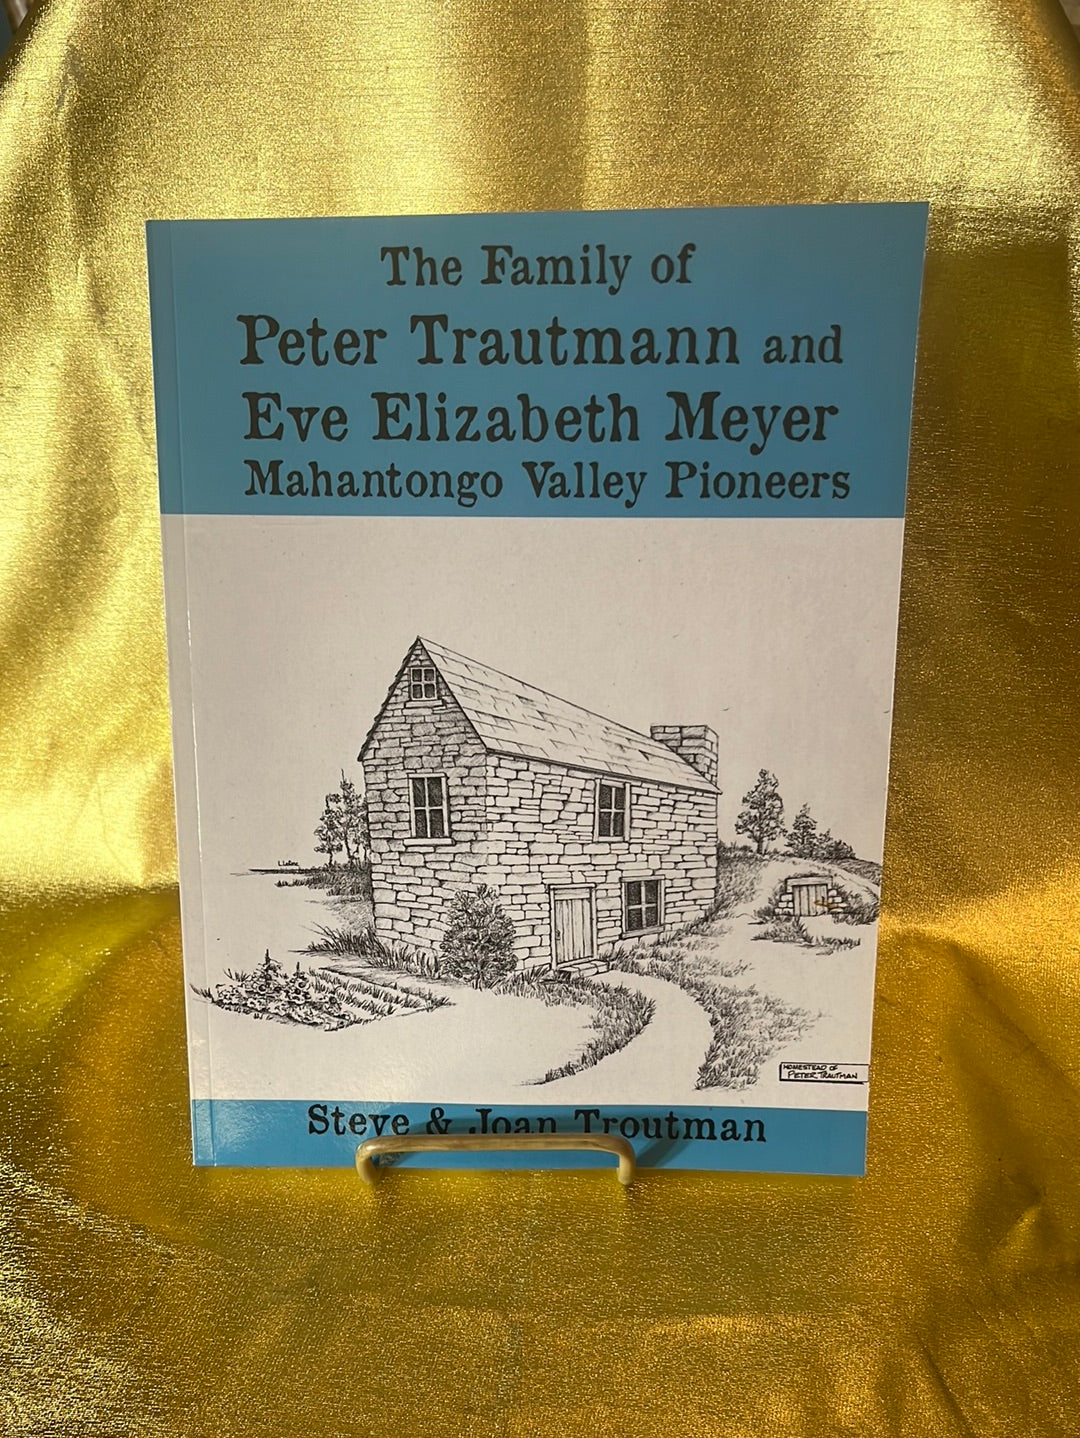 The Family of
Peter Trautmann and
Eve Elizabeth Meyer
Mahantongo Valley Pioneers
HOMESTEAD OF
PETER TRAUTMAN
Steve & Joan Troutman